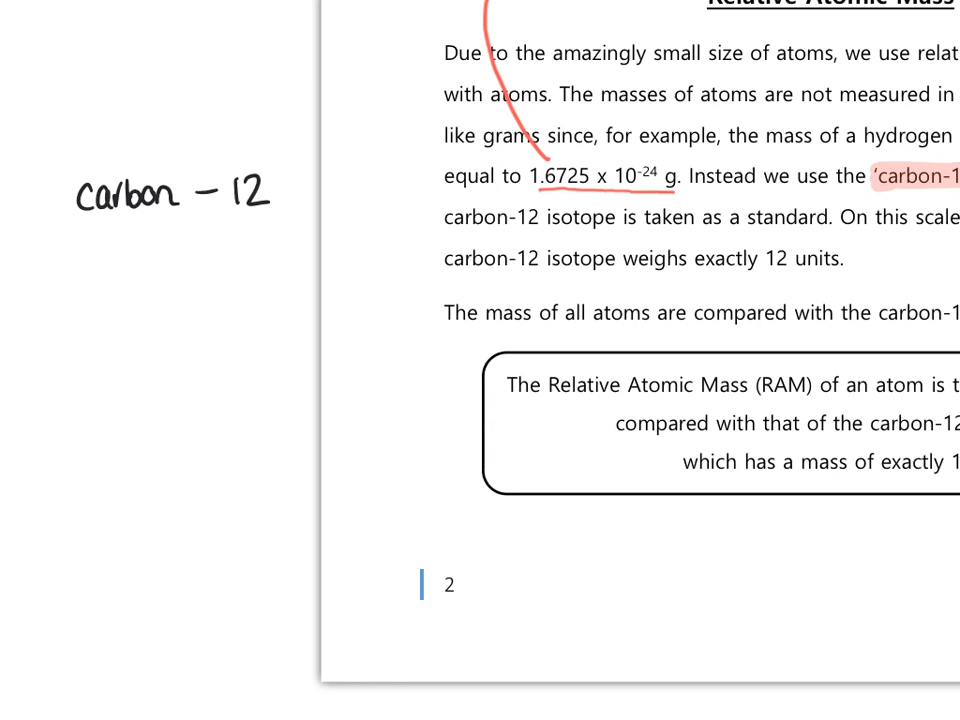 Relative Atomic Mass
Due to the amazingly small size of atoms, we use relat
with atoms. The masses of atoms are not measured in
like grams since, for example, the mass of a hydrogen
equal to 1.6725 x 10⁻²⁴ g. Instead we use the ‘carbon-1
carbon - 12
carbon-12 isotope is taken as a standard. On this scale
carbon-12 isotope weighs exactly 12 units.
The mass of all atoms are compared with the carbon-1
The Relative Atomic Mass (RAM) of an atom is t
compared with that of the carbon-12
which has a mass of exactly 1
2